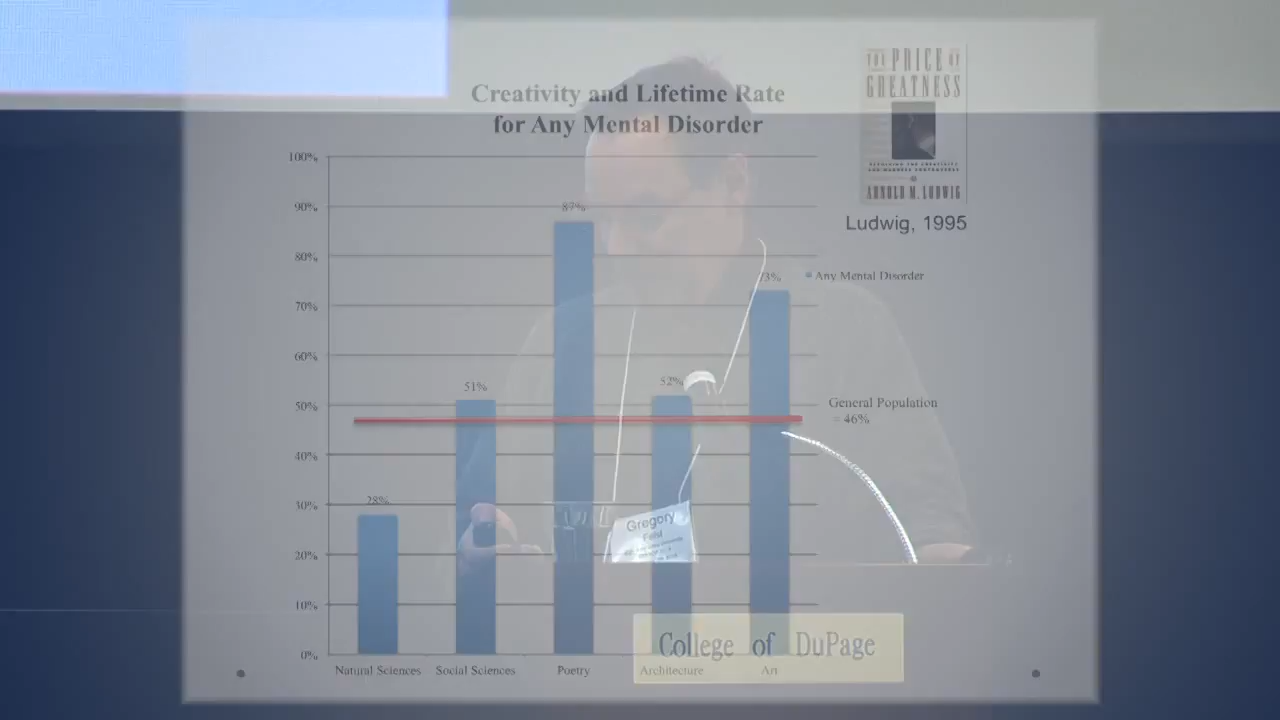 Creativity and Lifetime Rate
for Any Mental Disorder
THE PRICE OF
GREATNESS
ARNOLD M. LUDWIG
Ludwig, 1995
100%
90%
80%
70%
60%
50%
40%
30%
20%
10%
0%
28%
51%
87%
52%
73%
Any Mental Disorder
General Population
= 46%
Natural Sciences
Social Sciences
Poetry
Architecture
Art
Gregory
Feist
College of DuPage